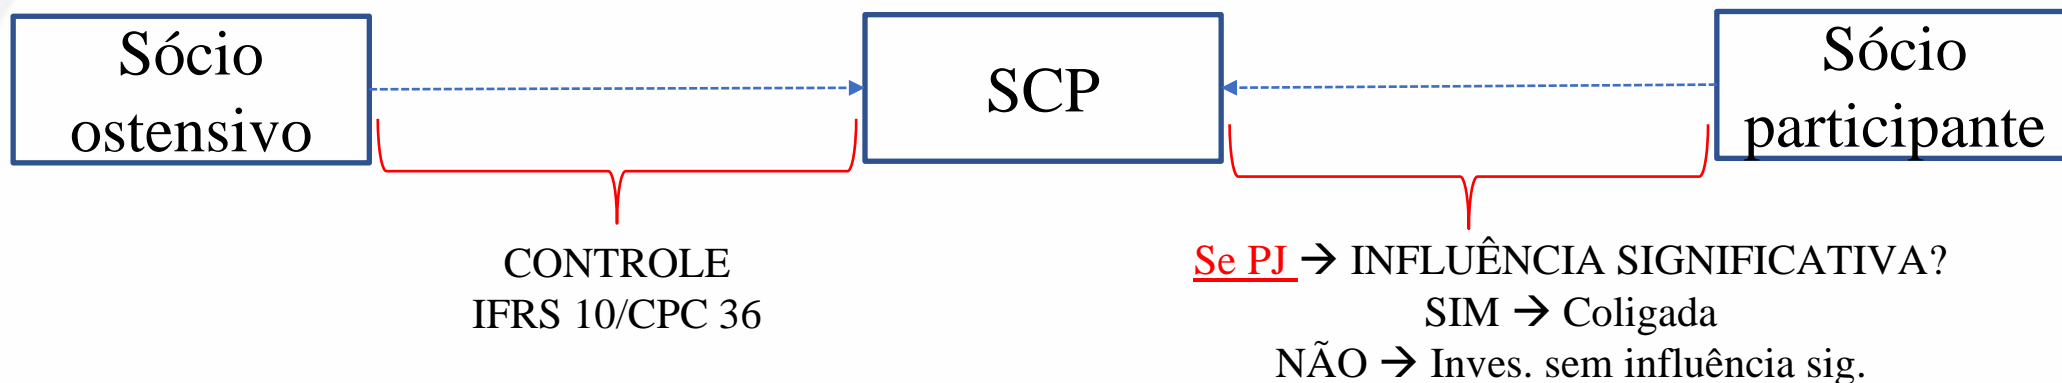 Sócio
ostensivo
SCP
Sócio
participante
CONTROLE
IFRS 10/CPC 36
Se PJ → INFLUÊNCIA SIGNIFICATIVA?
SIM → Coligada
NÃO → Inves. sem influência sig.